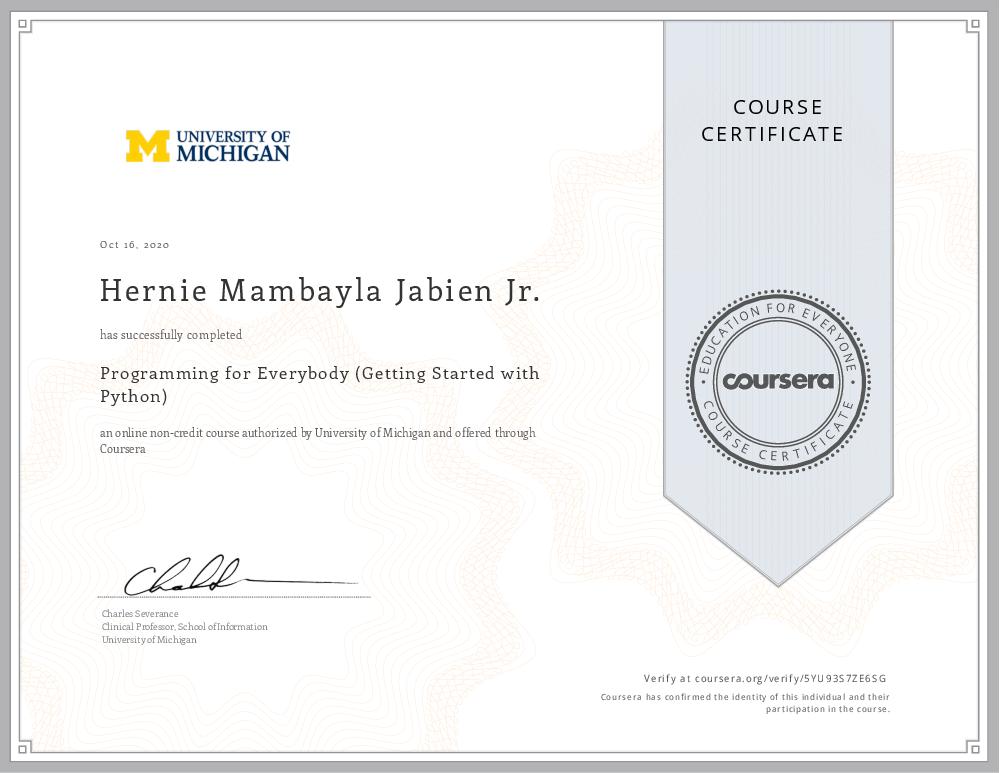 UNIVERSITY OF
MICHIGAN
COURSE
CERTIFICATE
Oct 16, 2020
Hernie Mambayla Jabien Jr.
has successfully completed
Programming for Everybody (Getting Started with
Python)
an online non-credit course authorized by University of Michigan and offered through
Coursera
EDUCATION FOR EVERYONE
coursera
COURSE CERTIFICATE
Charles Severance
Clinical Professor, School of Information
University of Michigan
Verify at coursera.org/verify/5YU93S7ZE6SG
Coursera has confirmed the identity of this individual and their
participation in the course.